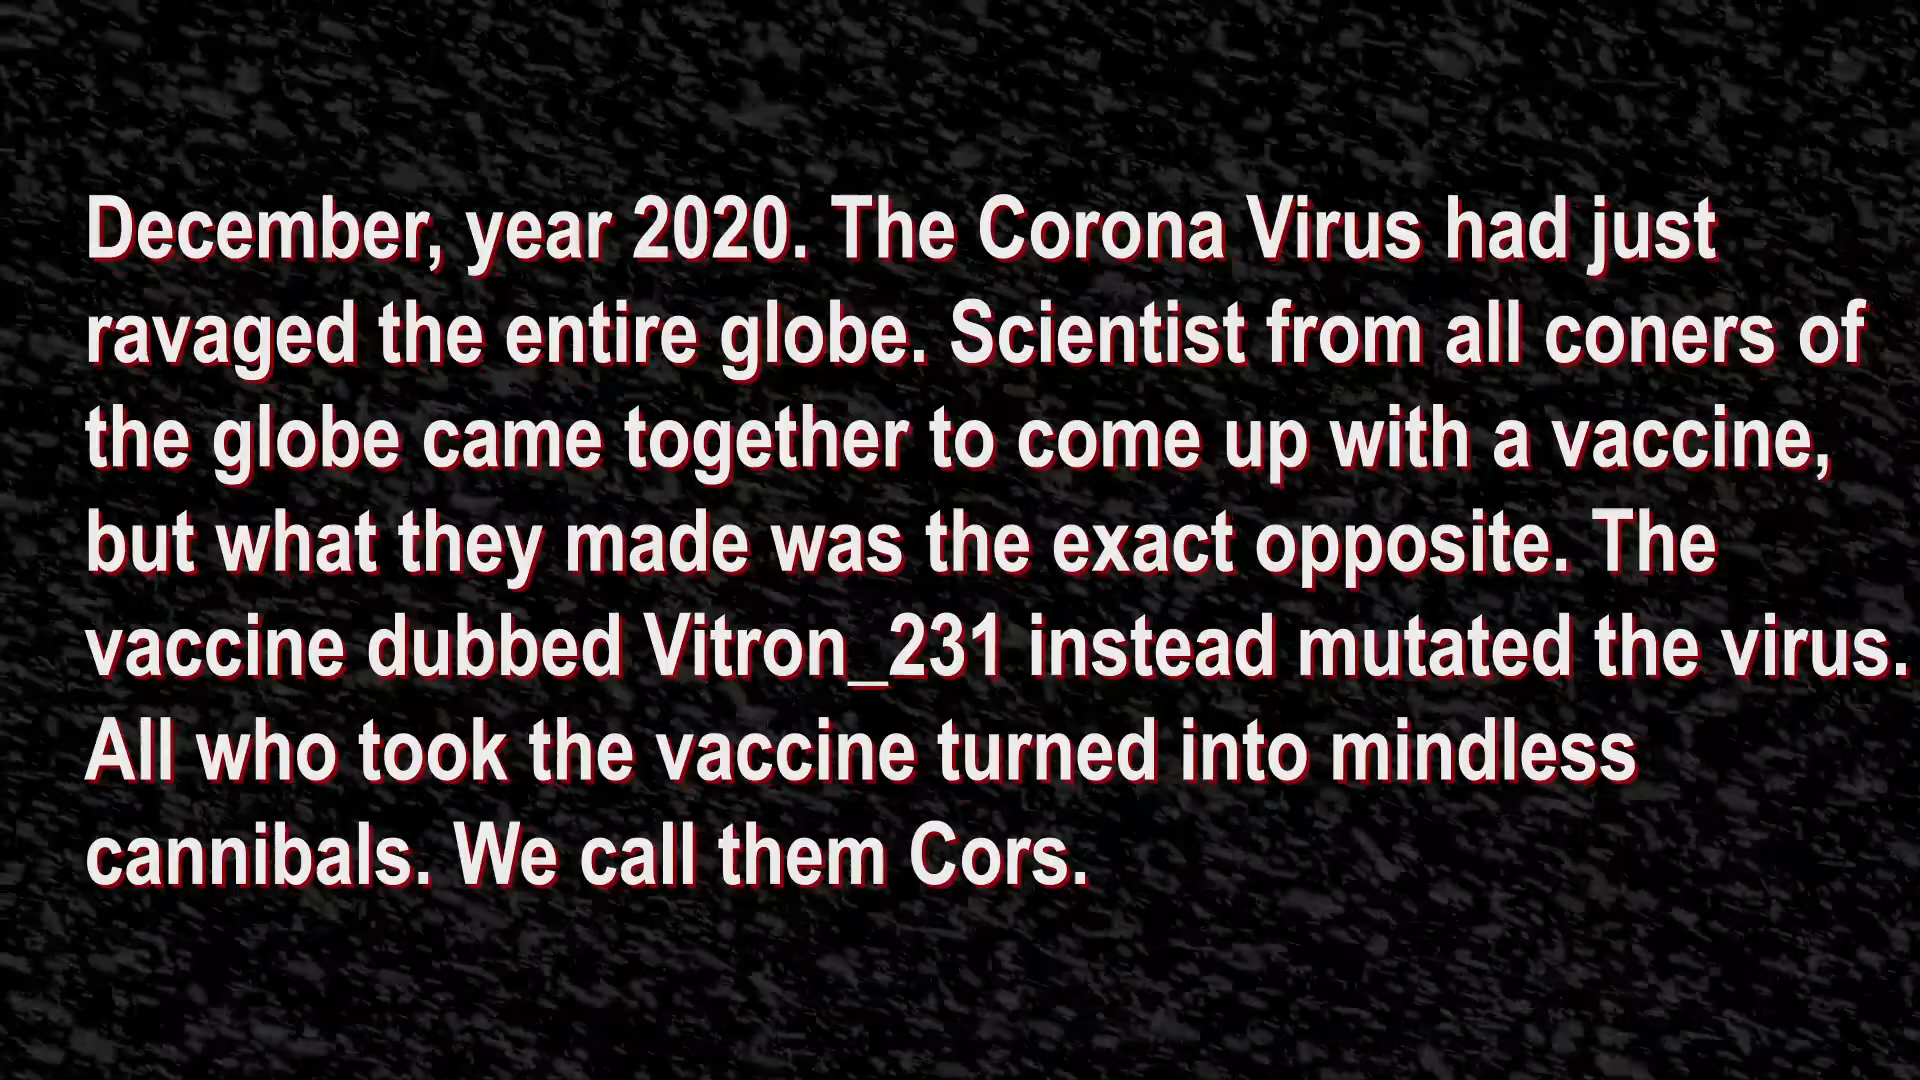 December, year 2020. The Corona Virus had just
ravaged the entire globe. Scientist from all coners of
the globe came together to come up with a vaccine,
but what they made was the exact opposite. The
vaccine dubbed Vitron_231 instead mutated the virus.
All who took the vaccine turned into mindless
cannibals. We call them Cors.